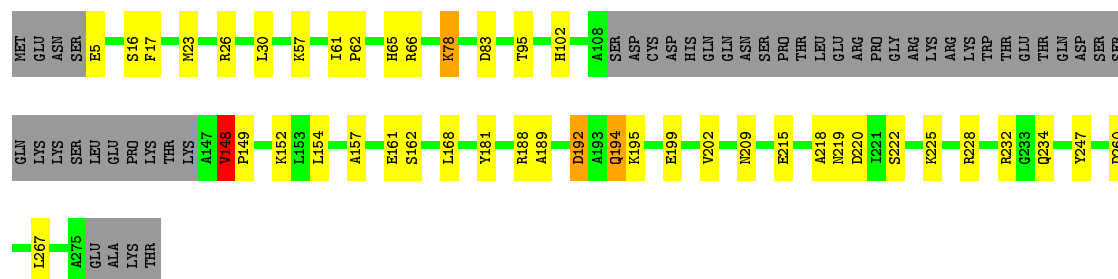 MET GLU ASN SER E5 S16 F17 M23 R26 L30 K57 I61 P62 H65 R66 K78 D83 T95 H102 A108 SER ASP CYS ASP HIS GLN GLN ASN SER PRO THR LEU GLU ARG PRO GLY ARG LYS ARG LYS TRP THR GLU THR GLN ASP SER SER
GLN LYS LYS SER LEU GLU PRO LYS THR LYS A147 V148 P149 K152 L153 L154 A157 E161 S162 L168 Y181 R188 A189 D192 A193 Q194 K195 E199 V202 N209 E215 A218 N219 D220 I221 S222 K225 R228 R232 G233 Q234 Y247
L267 A275 GLU ALA LYS THR